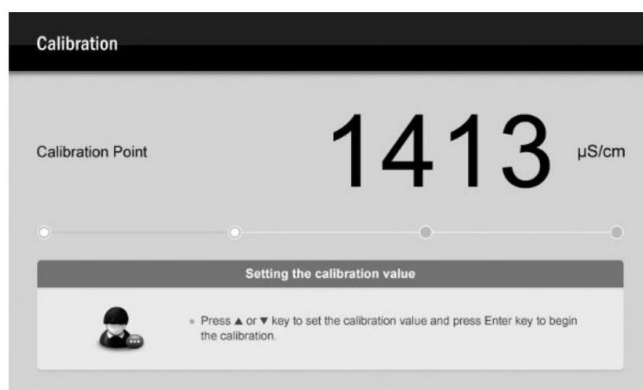 Calibration
Calibration Point
1413
µS/cm
Setting the calibration value
Press ▲ or ▼ key to set the calibration value and press Enter key to begin
the calibration.